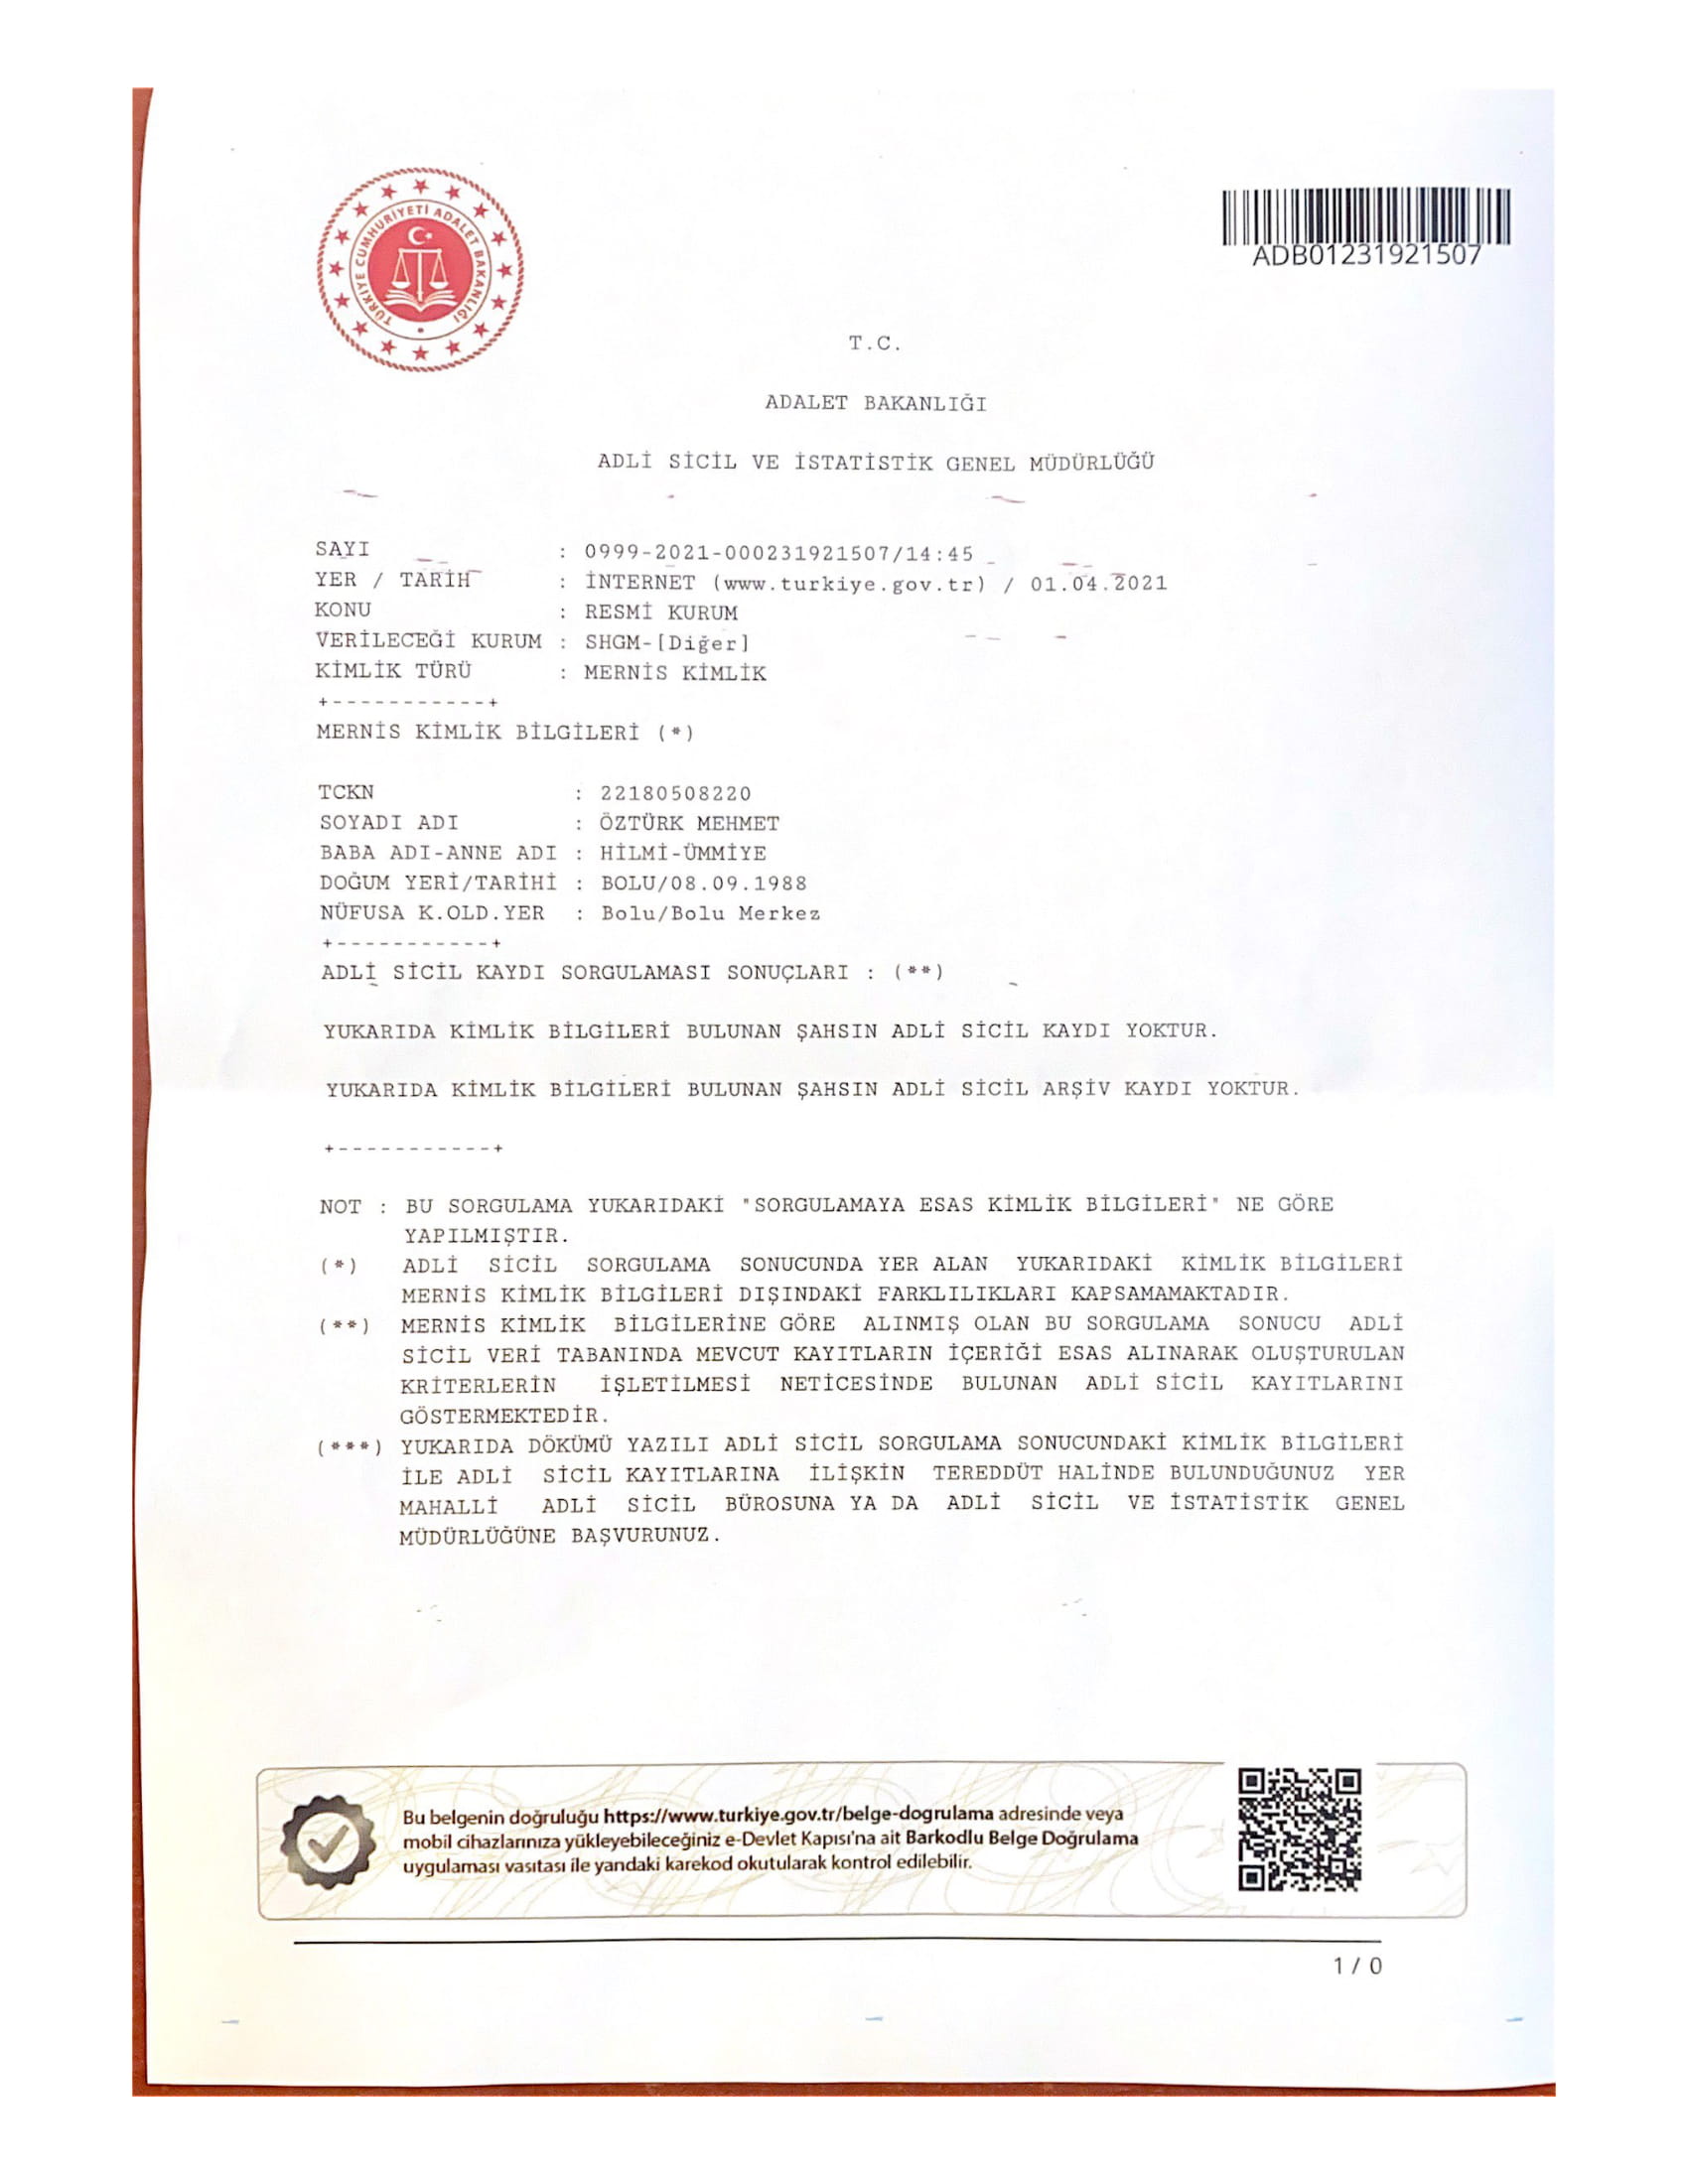 TÜRKİYE CUMHURİYETİ ADALET BAKANLIĞI
ADB01231921507
T.C.
ADALET BAKANLIĞI
ADLİ SİCİL VE İSTATİSTİK GENEL MÜDÜRLÜĞÜ
SAYI : 0999-2021-000231921507/14:45
YER / TARİH : İNTERNET (www.turkiye.gov.tr) / 01.04.2021
KONU : RESMİ KURUM
VERİLECEĞİ KURUM : SHGM-[Diğer]
KİMLİK TÜRÜ : MERNİS KİMLİK
+-----------+
MERNİS KİMLİK BİLGİLERİ (*)
TCKN : 22180508220
SOYADI ADI : ÖZTÜRK MEHMET
BABA ADI-ANNE ADI : HİLMİ-ÜMMİYE
DOĞUM YERİ/TARİHİ : BOLU/08.09.1988
NÜFUSA K.OLD.YER : Bolu/Bolu Merkez
+-----------+
ADLİ SİCİL KAYDI SORGULAMASI SONUÇLARI : (**)
YUKARIDA KİMLİK BİLGİLERİ BULUNAN ŞAHSIN ADLİ SİCİL KAYDI YOKTUR.
YUKARIDA KİMLİK BİLGİLERİ BULUNAN ŞAHSIN ADLİ SİCİL ARŞİV KAYDI YOKTUR.
+-----------+
NOT : BU SORGULAMA YUKARIDAKİ "SORGULAMAYA ESAS KİMLİK BİLGİLERİ" NE GÖRE
YAPILMIŞTIR.
(*) ADLİ SİCİL SORGULAMA SONUCUNDA YER ALAN YUKARIDAKİ KİMLİK BİLGİLERİ
MERNİS KİMLİK BİLGİLERİ DIŞINDAKİ FARKLILIKLARI KAPSAMAMAKTADIR.
(**) MERNİS KİMLİK BİLGİLERİNE GÖRE ALINMIŞ OLAN BU SORGULAMA SONUCU ADLİ
SİCİL VERİ TABANINDA MEVCUT KAYITLARIN İÇERİĞİ ESAS ALINARAK OLUŞTURULAN
KRİTERLERİN İŞLETİLMESİ NETİCESİNDE BULUNAN ADLİ SİCİL KAYITLARINI
GÖSTERMEKTEDİR.
(***) YUKARIDA DÖKÜMÜ YAZILI ADLİ SİCİL SORGULAMA SONUCUNDAKİ KİMLİK BİLGİLERİ
İLE ADLİ SİCİL KAYITLARINA İLİŞKİN TEREDDÜT HALİNDE BULUNDUĞUNUZ YER
MAHALLİ ADLİ SİCİL BÜROSUNA YA DA ADLİ SİCİL VE İSTATİSTİK GENEL
MÜDÜRLÜĞÜNE BAŞVURUNUZ.
Bu belgenin doğruluğu https://www.turkiye.gov.tr/belge-dogrulama adresinde veya
mobil cihazlarınıza yükleyebileceğiniz e-Devlet Kapısı'na ait Barkodlu Belge Doğrulama
uygulaması vasıtası ile yandaki karekod okutularak kontrol edilebilir.
1 / 0